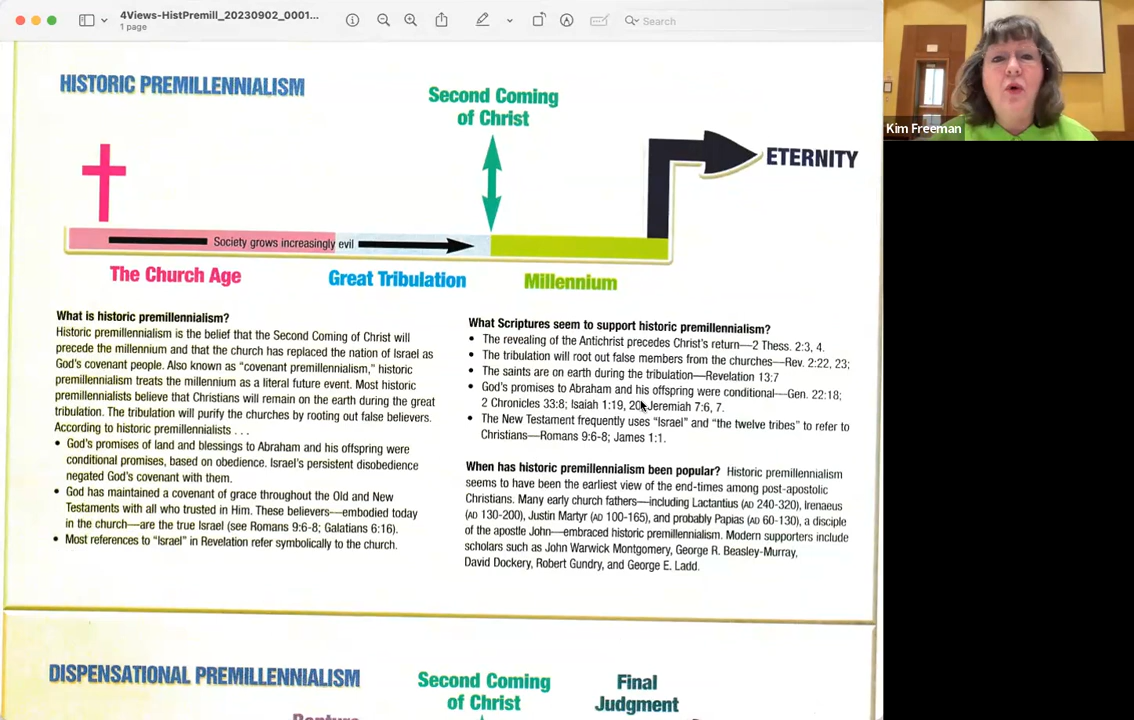 4Views-HistPremill_20230902_0001...
1 page
Search
Kim Freeman
HISTORIC PREMILLENNIALISM
Second Coming
of Christ
ETERNITY
Society grows increasingly evil
The Church Age
Great Tribulation
Millennium
What is historic premillennialism?
Historic premillennialism is the belief that the Second Coming of Christ will
precede the millennium and that the church has replaced the nation of Israel as
God's covenant people. Also known as “covenant premillennialism,” historic
premillennialism treats the millennium as a literal future event. Most historic
premillennialists believe that Christians will remain on the earth during the great
tribulation. The tribulation will purify the churches by rooting out false believers.
According to historic premillennialists . . .
• God's promises of land and blessings to Abraham and his offspring were
conditional promises, based on obedience. Israel's persistent disobedience
negated God's covenant with them.
• God has maintained a covenant of grace throughout the Old and New
Testaments with all who trusted in Him. These believers—embodied today
in the church—are the true Israel (see Romans 9:6-8; Galatians 6:16).
• Most references to “Israel” in Revelation refer symbolically to the church.
What Scriptures seem to support historic premillennialism?
• The revealing of the Antichrist precedes Christ's return—2 Thess. 2:3, 4.
• The tribulation will root out false members from the churches—Rev. 2:22, 23;
• The saints are on earth during the tribulation—Revelation 13:7
• God's promises to Abraham and his offspring were conditional—Gen. 22:18;
2 Chronicles 33:8; Isaiah 1:19, 20; Jeremiah 7:6, 7.
• The New Testament frequently uses “Israel” and “the twelve tribes” to refer to
Christians—Romans 9:6-8; James 1:1.
When has historic premillennialism been popular? Historic premillennialism
seems to have been the earliest view of the end-times among post-apostolic
Christians. Many early church fathers—including Lactantius (AD 240-320), Irenaeus
(AD 130-200), Justin Martyr (AD 100-165), and probably Papias (AD 60-130), a disciple
of the apostle John—embraced historic premillennialism. Modern supporters include
scholars such as John Warwick Montgomery, George R. Beasley-Murray,
David Dockery, Robert Gundry, and George E. Ladd.
DISPENSATIONAL PREMILLENNIALISM
Second Coming
of Christ
Final
Judgment
Rapture